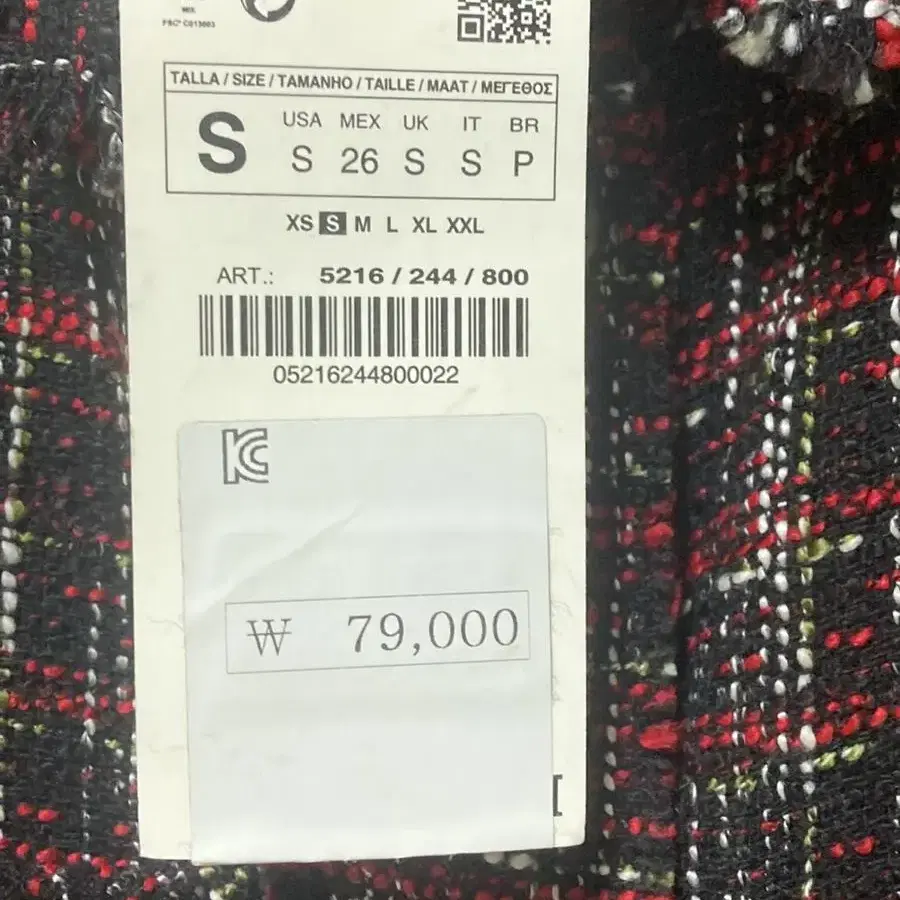 MIX
FSC® C013003
TALLA / SIZE / TAMANHO / TAILLE / MAAT / ΜΕΓΕΘΟΣ
S
USA MEX UK IT BR
S 26 S S P
XS S M L XL XXL
ART.: 5216 / 244 / 800
05216244800022
KC
₩ 79,000